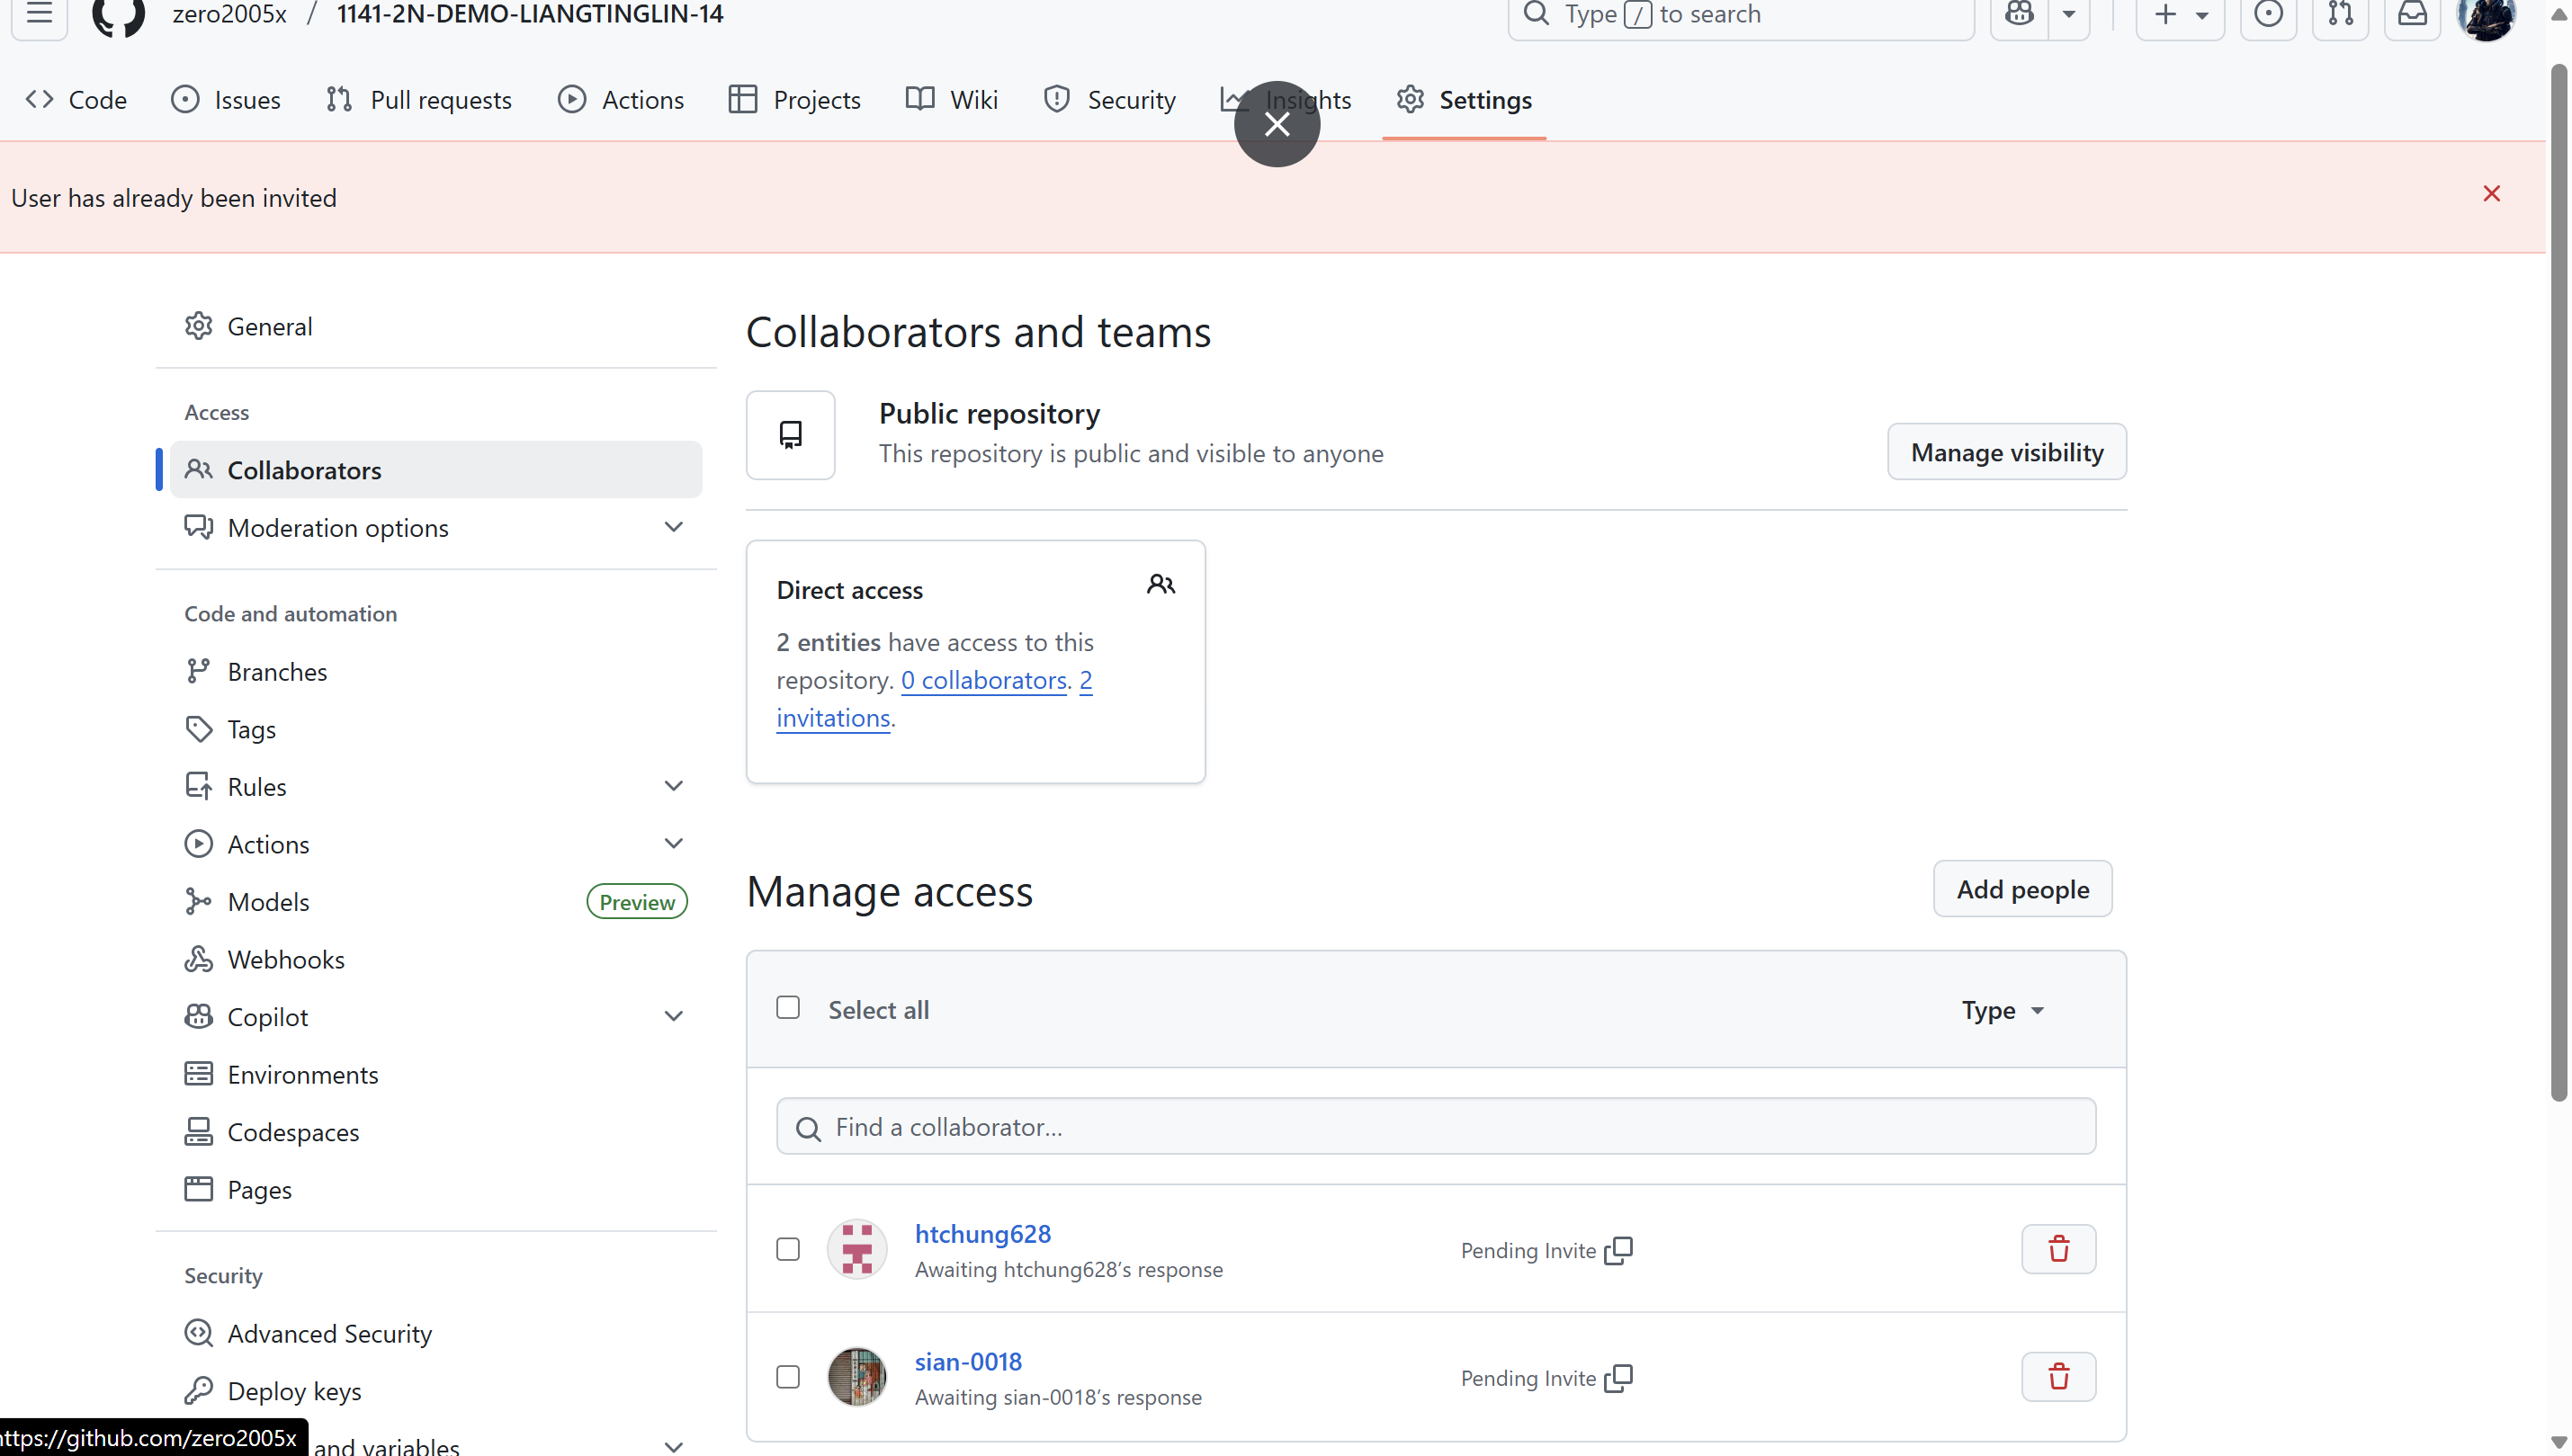 zero2005x / 1141-2N-DEMO-LIANGTINGLIN-14
Type / to search
Code
Issues
Pull requests
Actions
Projects
Wiki
Security
Insights
Settings
User has already been invited
General
Access
Collaborators
Moderation options
Code and automation
Branches
Tags
Rules
Actions
Models
Preview
Webhooks
Copilot
Environments
Codespaces
Pages
Security
Advanced Security
Deploy keys
and variables
https://github.com/zero2005x
Collaborators and teams
Public repository
This repository is public and visible to anyone
Manage visibility
Direct access
2 entities have access to this
repository. 0 collaborators. 2
invitations.
Manage access
Add people
Select all
Type
Find a collaborator...
htchung628
Awaiting htchung628's response
Pending Invite
sian-0018
Awaiting sian-0018's response
Pending Invite